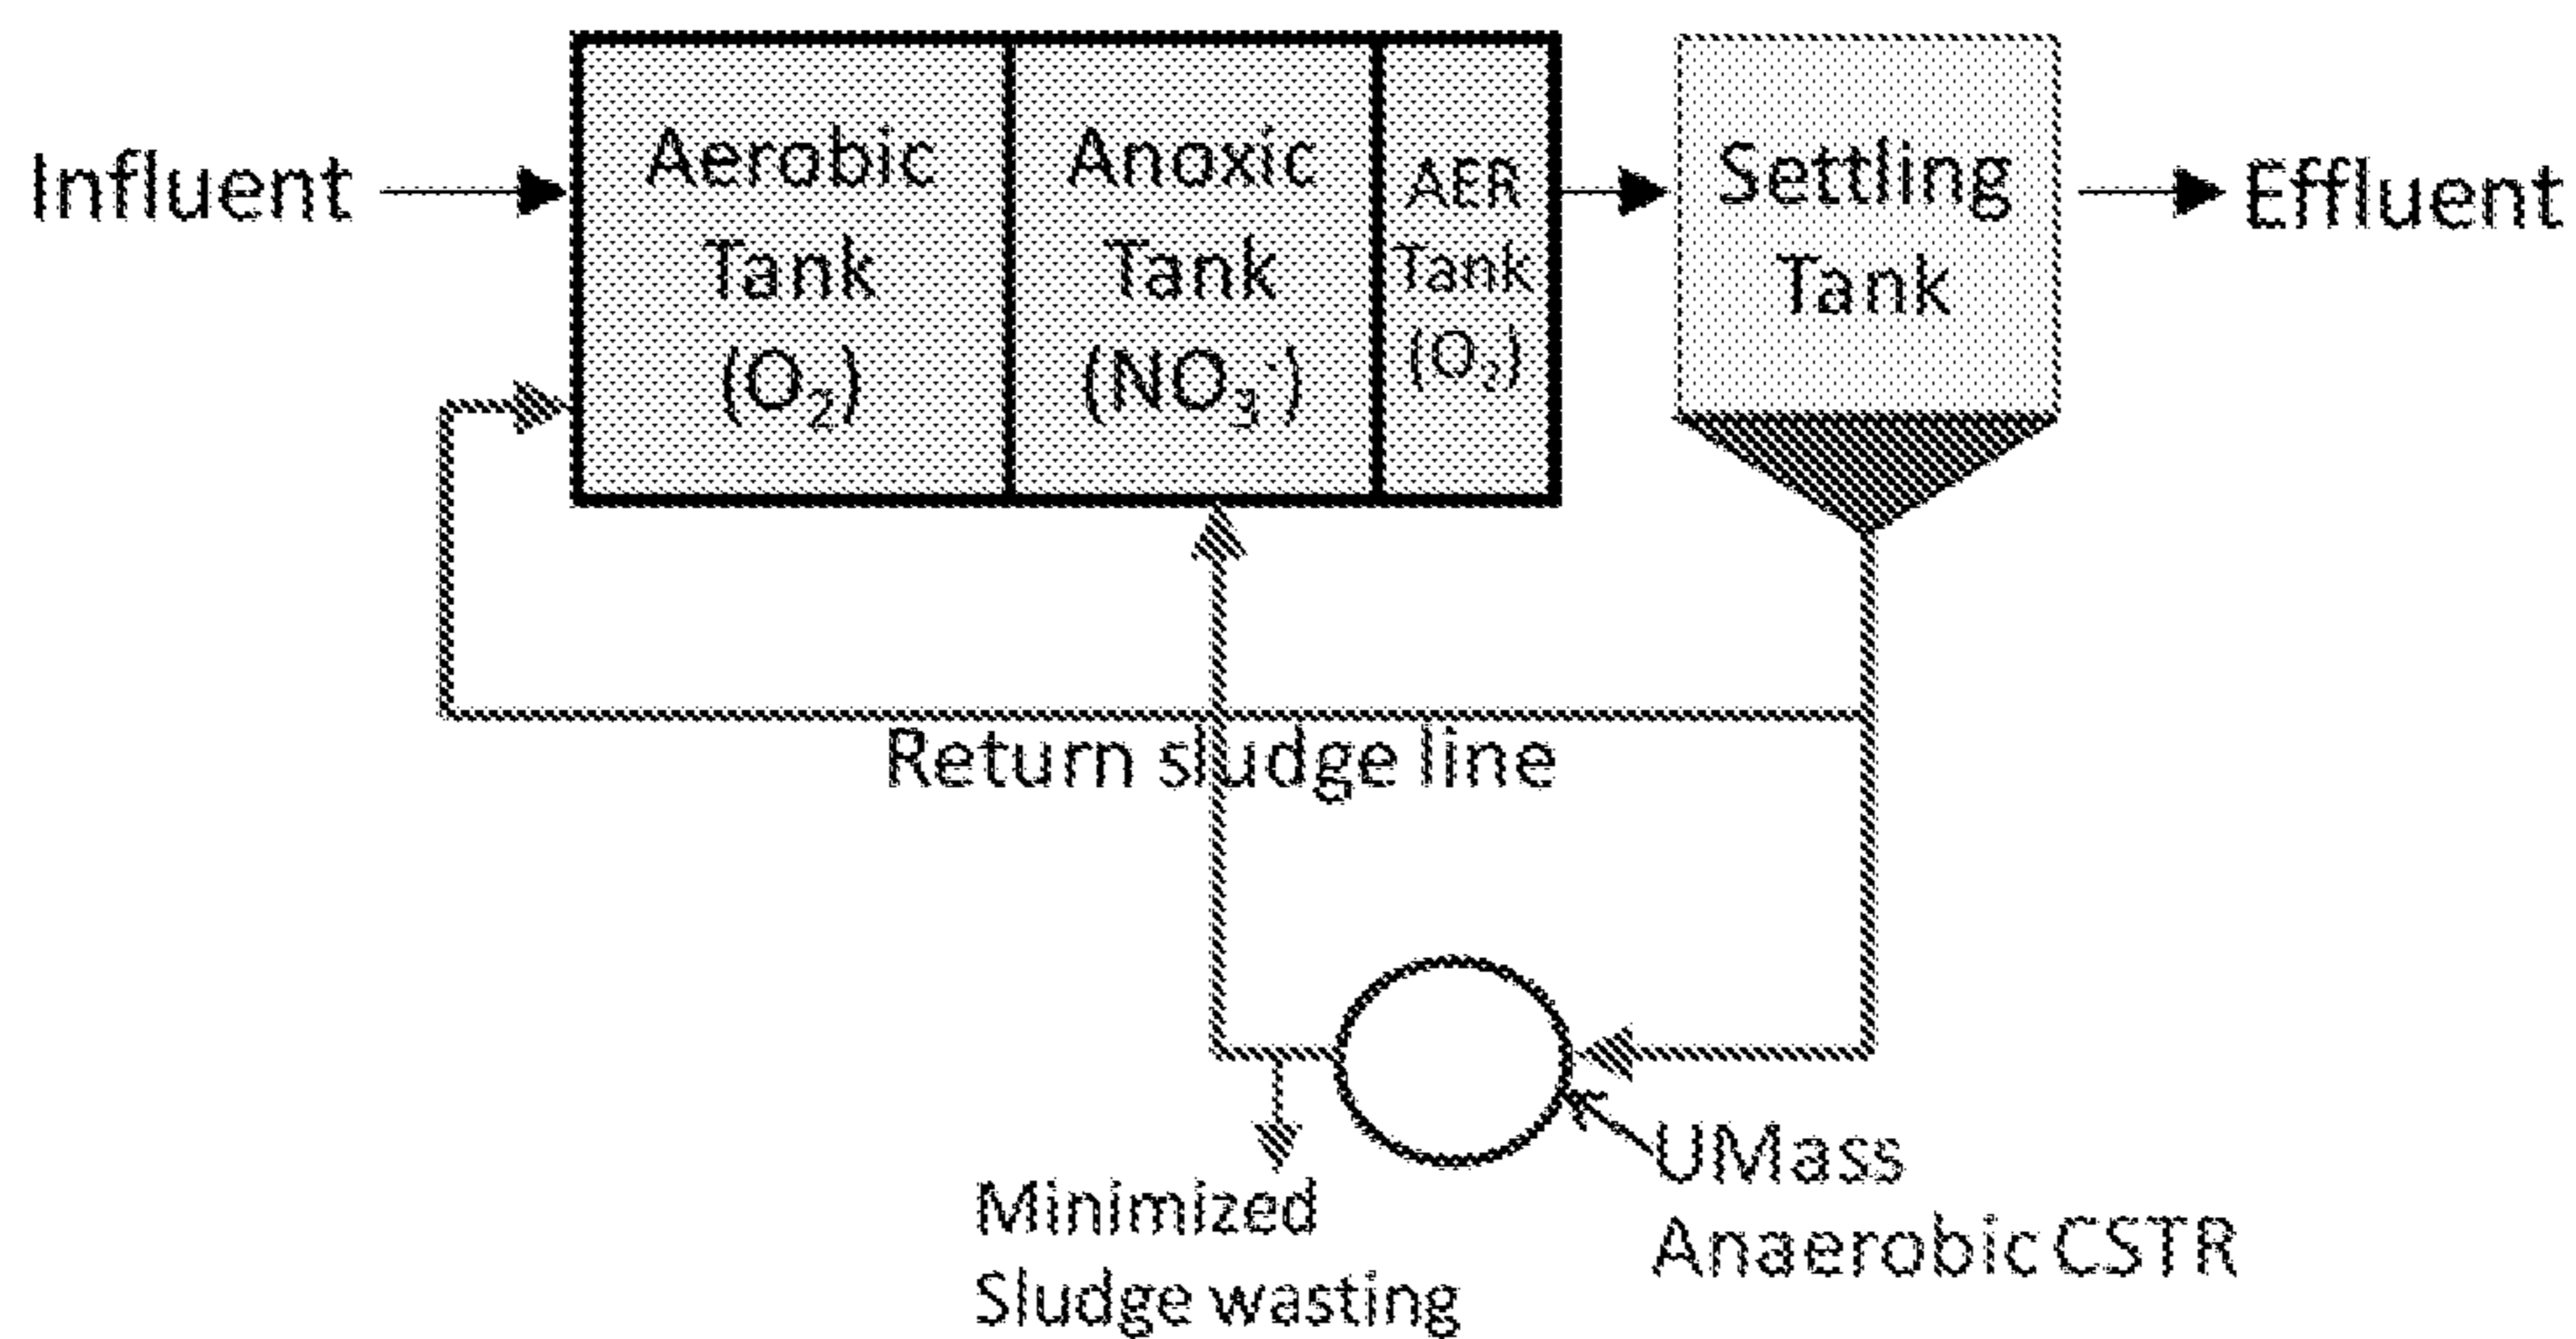 Influent
Aerobic
Tank
(O₂)
Anoxic
Tank
(NO₃⁻)
AER
Tank
(O₂)
Settling
Tank
Effluent
Return sludge line
Minimized
Sludge wasting
UMass
Anaerobic CSTR